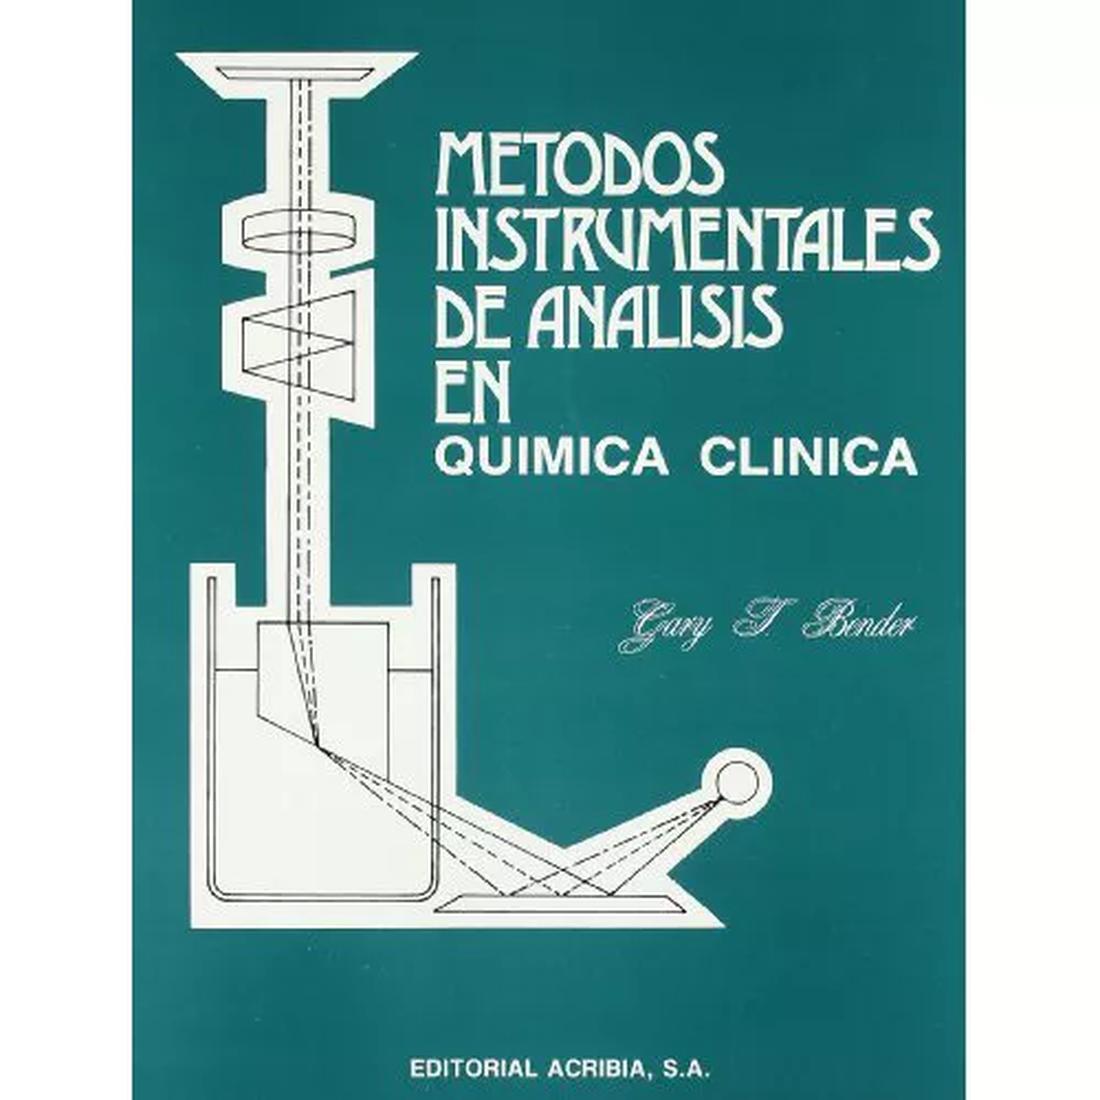 METODOS
INSTRUMENTALES
DE ANALISIS
EN
QUIMICA CLINICA
Gary T. Bender
EDITORIAL ACRIBIA, S.A.